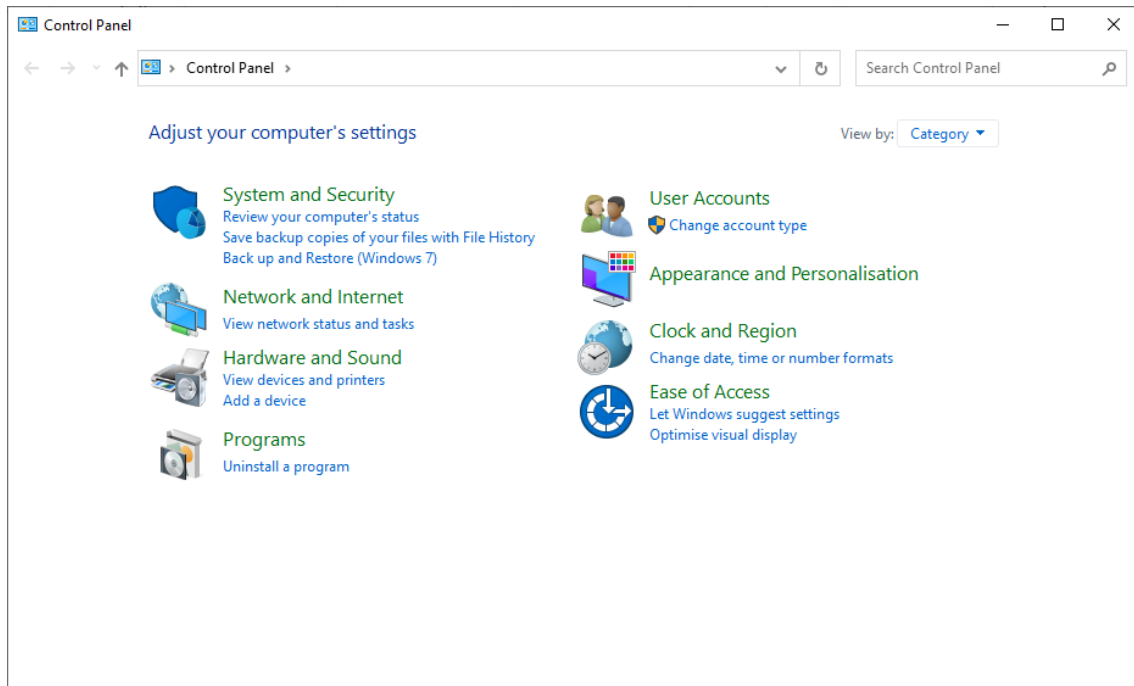 Control Panel
Control Panel
Search Control Panel
Adjust your computer's settings
View by: Category
System and Security
Review your computer's status
Save backup copies of your files with File History
Back up and Restore (Windows 7)
Network and Internet
View network status and tasks
Hardware and Sound
View devices and printers
Add a device
Programs
Uninstall a program
User Accounts
Change account type
Appearance and Personalisation
Clock and Region
Change date, time or number formats
Ease of Access
Let Windows suggest settings
Optimise visual display